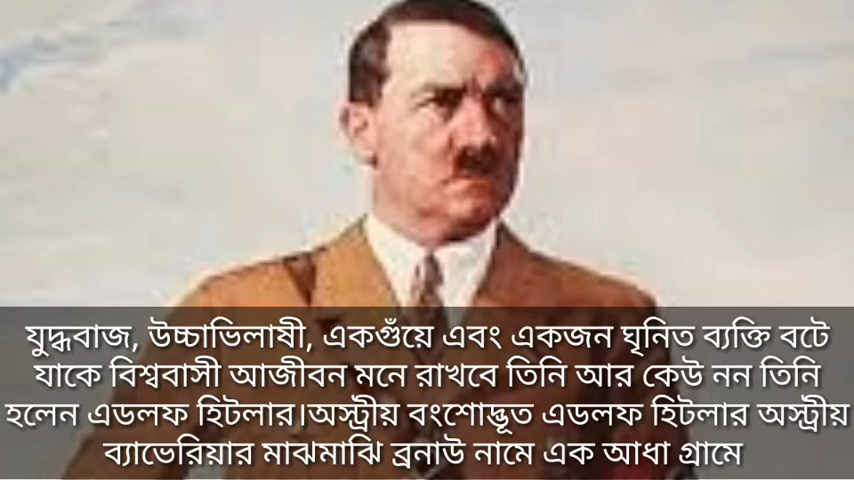 যুদ্ধবাজ, উচ্চাভিলাষী, একগুঁয়ে এবং একজন ঘৃনিত ব্যক্তি বটে
যাকে বিশ্ববাসী আজীবন মনে রাখবে তিনি আর কেউ নন তিনি
হলেন এডলফ হিটলার।অস্ট্রীয় বংশোদ্ভূত এডলফ হিটলার অস্ট্রীয়
ব্যাভেরিয়ার মাঝমাঝি ব্রনাউ নামে এক আধা গ্রামে